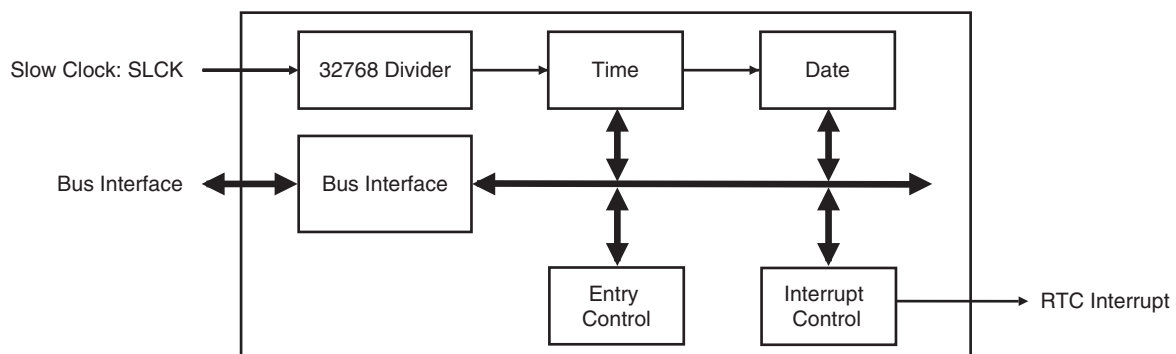 Slow Clock: SLCK
32768 Divider
Time
Date
Bus Interface
Bus Interface
Entry
Control
Interrupt
Control
RTC Interrupt